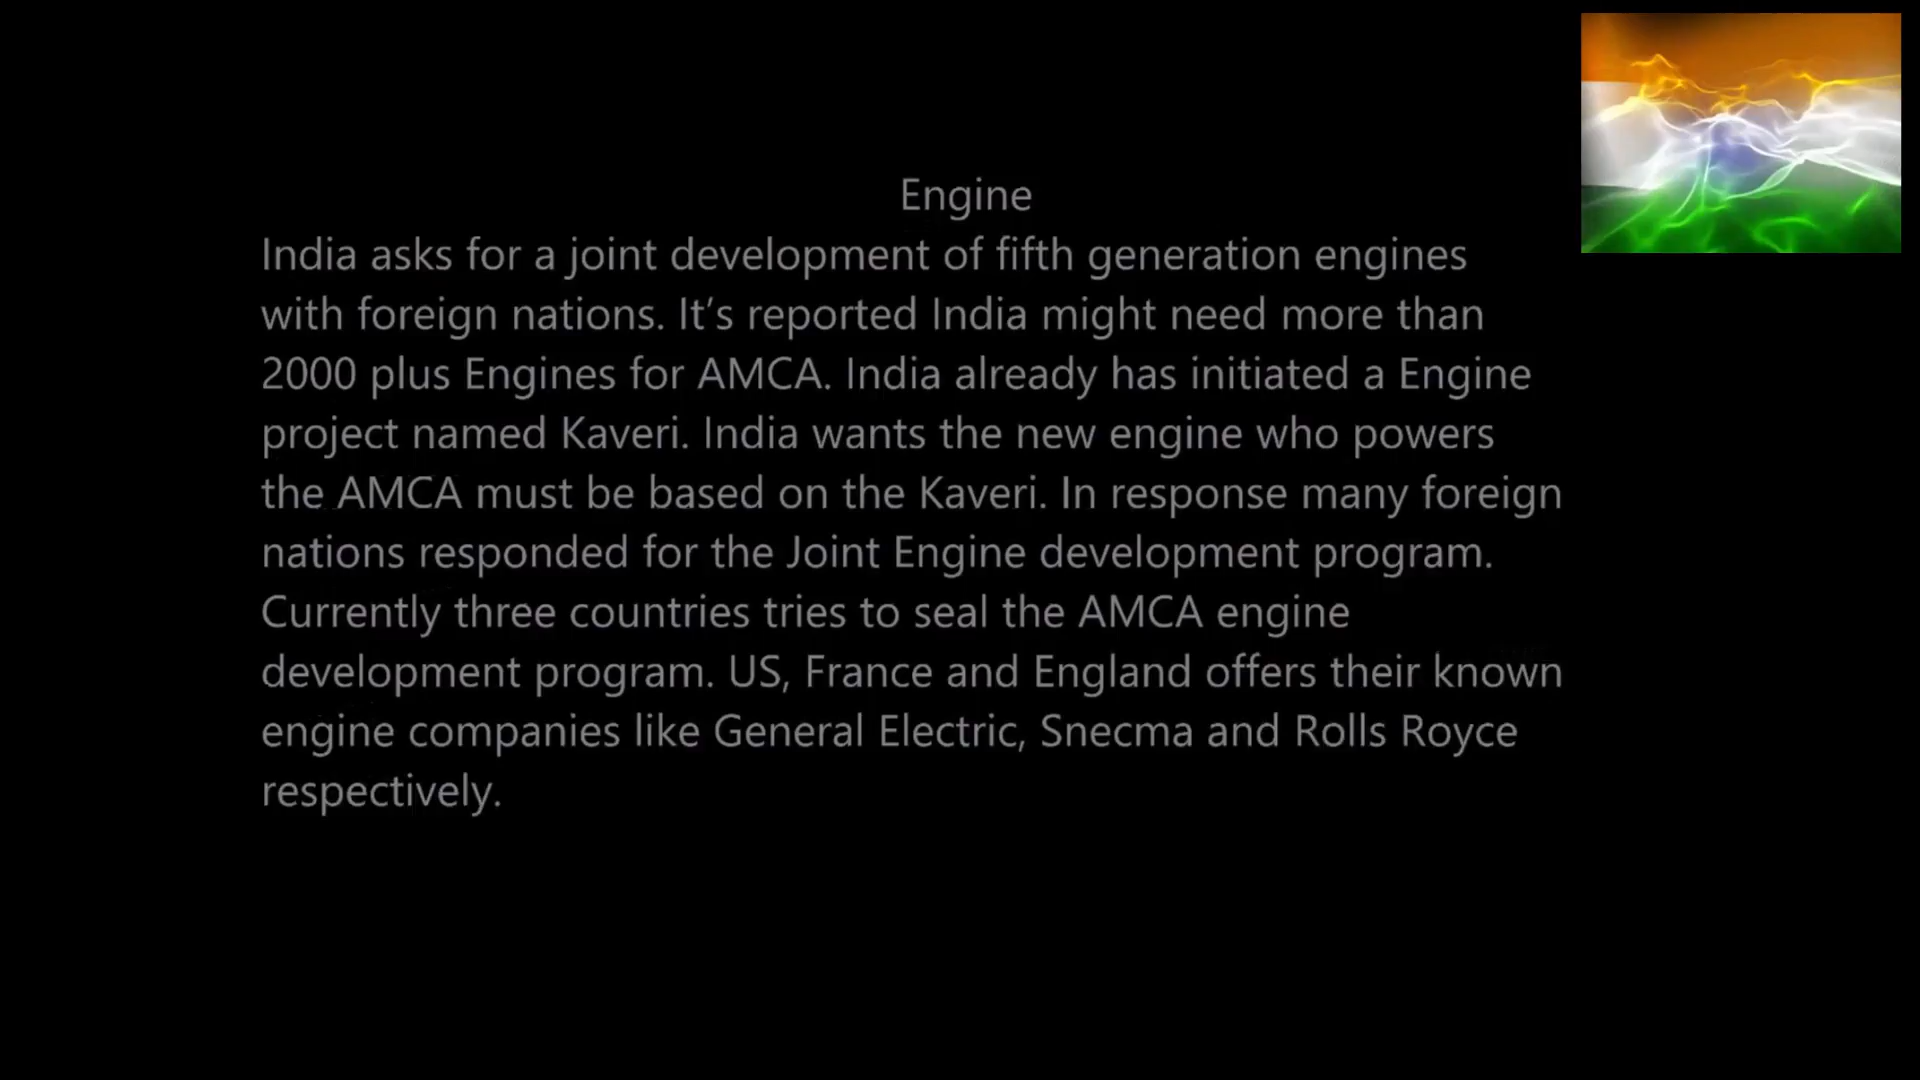 Engine
India asks for a joint development of fifth generation engines
with foreign nations. It’s reported India might need more than
2000 plus Engines for AMCA. India already has initiated a Engine
project named Kaveri. India wants the new engine who powers
the AMCA must be based on the Kaveri. In response many foreign
nations responded for the Joint Engine development program.
Currently three countries tries to seal the AMCA engine
development program. US, France and England offers their known
engine companies like General Electric, Snecma and Rolls Royce
respectively.